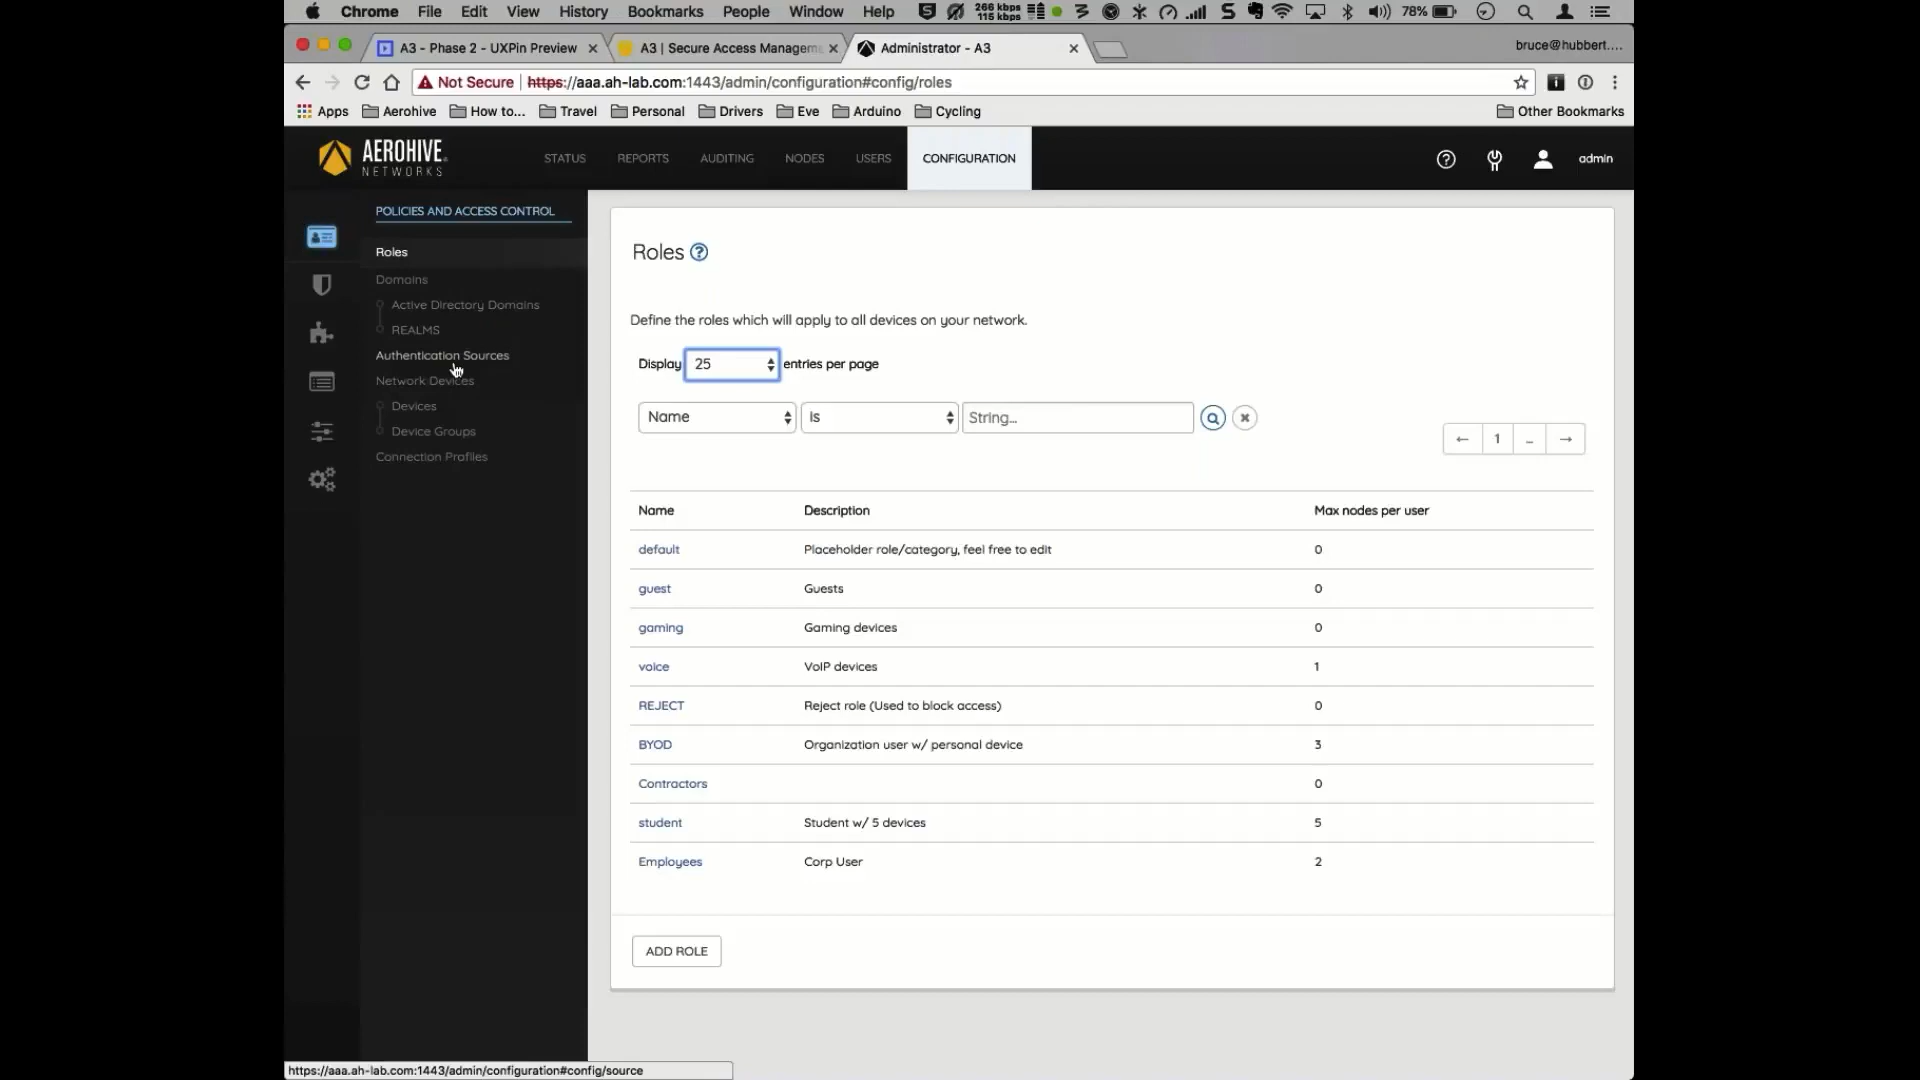 Chrome File Edit View History Bookmarks People Window Help 266 kbps 115 kbps 78%
A3 - Phase 2 - UXPin Preview A3 | Secure Access Managem Administrator - A3 bruce@hubbert....
Not Secure | https://aaa.ah-lab.com:1443/admin/configuration#config/roles
Apps Aerohive How to... Travel Personal Drivers Eve Arduino Cycling Other Bookmarks
AEROHIVE NETWORKS STATUS REPORTS AUDITING NODES USERS CONFIGURATION admin
POLICIES AND ACCESS CONTROL
Roles
Domains
Active Directory Domains
REALMS
Authentication Sources
Network Devices
Devices
Device Groups
Connection Profiles
Roles ?
Define the roles which will apply to all devices on your network.
Display 25 entries per page
Name Is String...
← 1 .. →
Name Description Max nodes per user
default Placeholder role/category, feel free to edit 0
guest Guests 0
gaming Gaming devices 0
voice VoIP devices 1
REJECT Reject role (Used to block access) 0
BYOD Organization user w/ personal device 3
Contractors 0
student Student w/ 5 devices 5
Employees Corp User 2
ADD ROLE
https://aaa.ah-lab.com:1443/admin/configuration#config/source